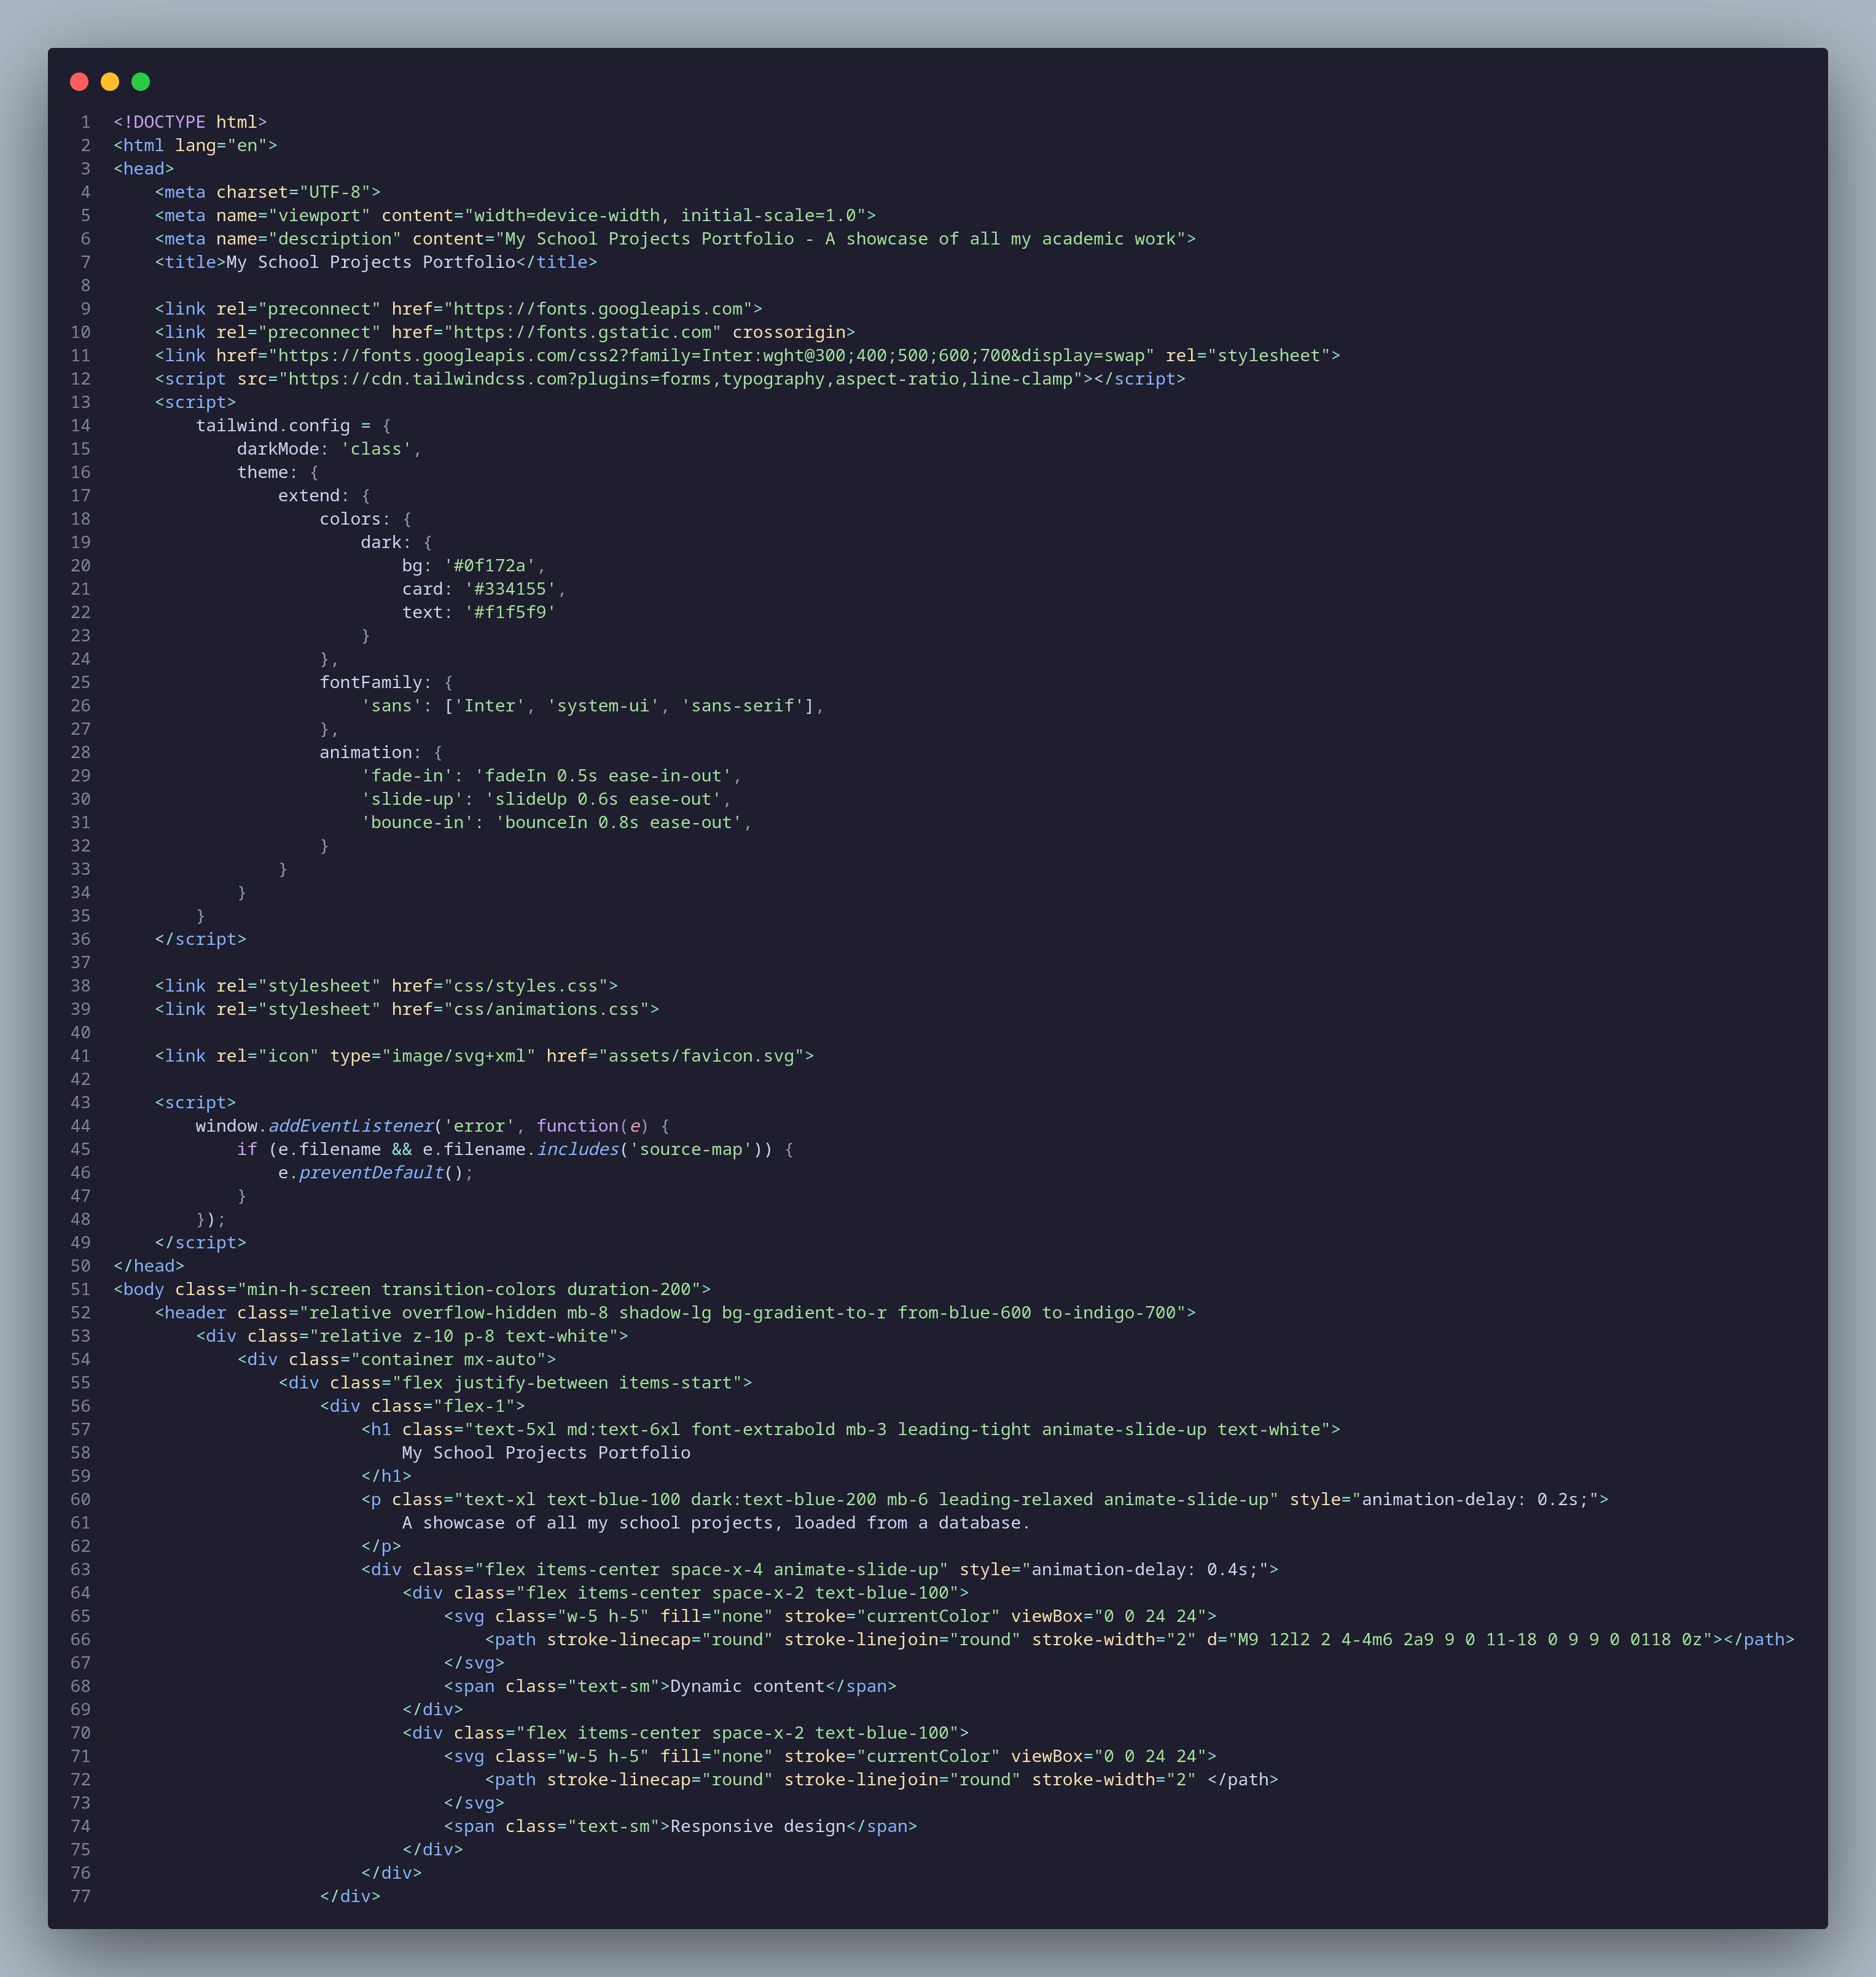 1 <!DOCTYPE html>
2 <html lang="en">
3 <head>
4     <meta charset="UTF-8">
5     <meta name="viewport" content="width=device-width, initial-scale=1.0">
6     <meta name="description" content="My School Projects Portfolio - A showcase of all my academic work">
7     <title>My School Projects Portfolio</title>
8
9     <link rel="preconnect" href="https://fonts.googleapis.com">
10     <link rel="preconnect" href="https://fonts.gstatic.com" crossorigin>
11     <link href="https://fonts.googleapis.com/css2?family=Inter:wght@300;400;500;600;700&display=swap" rel="stylesheet">
12     <script src="https://cdn.tailwindcss.com?plugins=forms,typography,aspect-ratio,line-clamp"></script>
13     <script>
14         tailwind.config = {
15             darkMode: 'class',
16             theme: {
17                 extend: {
18                     colors: {
19                         dark: {
20                             bg: '#0f172a',
21                             card: '#334155',
22                             text: '#f1f5f9'
23                         }
24                     },
25                     fontFamily: {
26                         'sans': ['Inter', 'system-ui', 'sans-serif'],
27                     },
28                     animation: {
29                         'fade-in': 'fadeIn 0.5s ease-in-out',
30                         'slide-up': 'slideUp 0.6s ease-out',
31                         'bounce-in': 'bounceIn 0.8s ease-out',
32                     }
33                 }
34             }
35         }
36     </script>
37
38     <link rel="stylesheet" href="css/styles.css">
39     <link rel="stylesheet" href="css/animations.css">
40
41     <link rel="icon" type="image/svg+xml" href="assets/favicon.svg">
42
43     <script>
44         window.addEventListener('error', function(e) {
45             if (e.filename && e.filename.includes('source-map')) {
46                 e.preventDefault();
47             }
48         });
49     </script>
50 </head>
51 <body class="min-h-screen transition-colors duration-200">
52     <header class="relative overflow-hidden mb-8 shadow-lg bg-gradient-to-r from-blue-600 to-indigo-700">
53         <div class="relative z-10 p-8 text-white">
54             <div class="container mx-auto">
55                 <div class="flex justify-between items-start">
56                     <div class="flex-1">
57                         <h1 class="text-5xl md:text-6xl font-extrabold mb-3 leading-tight animate-slide-up text-white">
58                             My School Projects Portfolio
59                         </h1>
60                         <p class="text-xl text-blue-100 dark:text-blue-200 mb-6 leading-relaxed animate-slide-up" style="animation-delay: 0.2s;">
61                             A showcase of all my school projects, loaded from a database.
62                         </p>
63                         <div class="flex items-center space-x-4 animate-slide-up" style="animation-delay: 0.4s;">
64                             <div class="flex items-center space-x-2 text-blue-100">
65                                 <svg class="w-5 h-5" fill="none" stroke="currentColor" viewBox="0 0 24 24">
66                                     <path stroke-linecap="round" stroke-linejoin="round" stroke-width="2" d="M9 12l2 2 4-4m6 2a9 9 0 11-18 0 9 9 0 0118 0z"></path>
67                                 </svg>
68                                 <span class="text-sm">Dynamic content</span>
69                             </div>
70                             <div class="flex items-center space-x-2 text-blue-100">
71                                 <svg class="w-5 h-5" fill="none" stroke="currentColor" viewBox="0 0 24 24">
72                                     <path stroke-linecap="round" stroke-linejoin="round" stroke-width="2" </path>
73                                 </svg>
74                                 <span class="text-sm">Responsive design</span>
75                             </div>
76                         </div>
77                     </div>